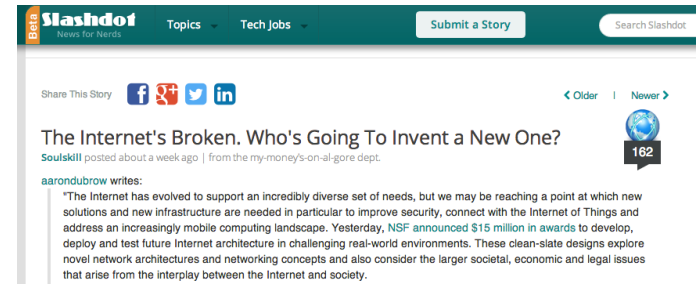 Beta
Slashdot
News for Nerds
Topics
Tech Jobs
Submit a Story
Search Slashdot
Share This Story
Older | Newer
The Internet's Broken. Who's Going To Invent a New One?
162
Soulskill posted about a week ago | from the my-money's-on-al-gore dept.
aarondubrow writes:
"The Internet has evolved to support an incredibly diverse set of needs, but we may be reaching a point at which new
solutions and new infrastructure are needed in particular to improve security, connect with the Internet of Things and
address an increasingly mobile computing landscape. Yesterday, NSF announced $15 million in awards to develop,
deploy and test future Internet architecture in challenging real-world environments. These clean-slate designs explore
novel network architectures and networking concepts and also consider the larger societal, economic and legal issues
that arise from the interplay between the Internet and society.